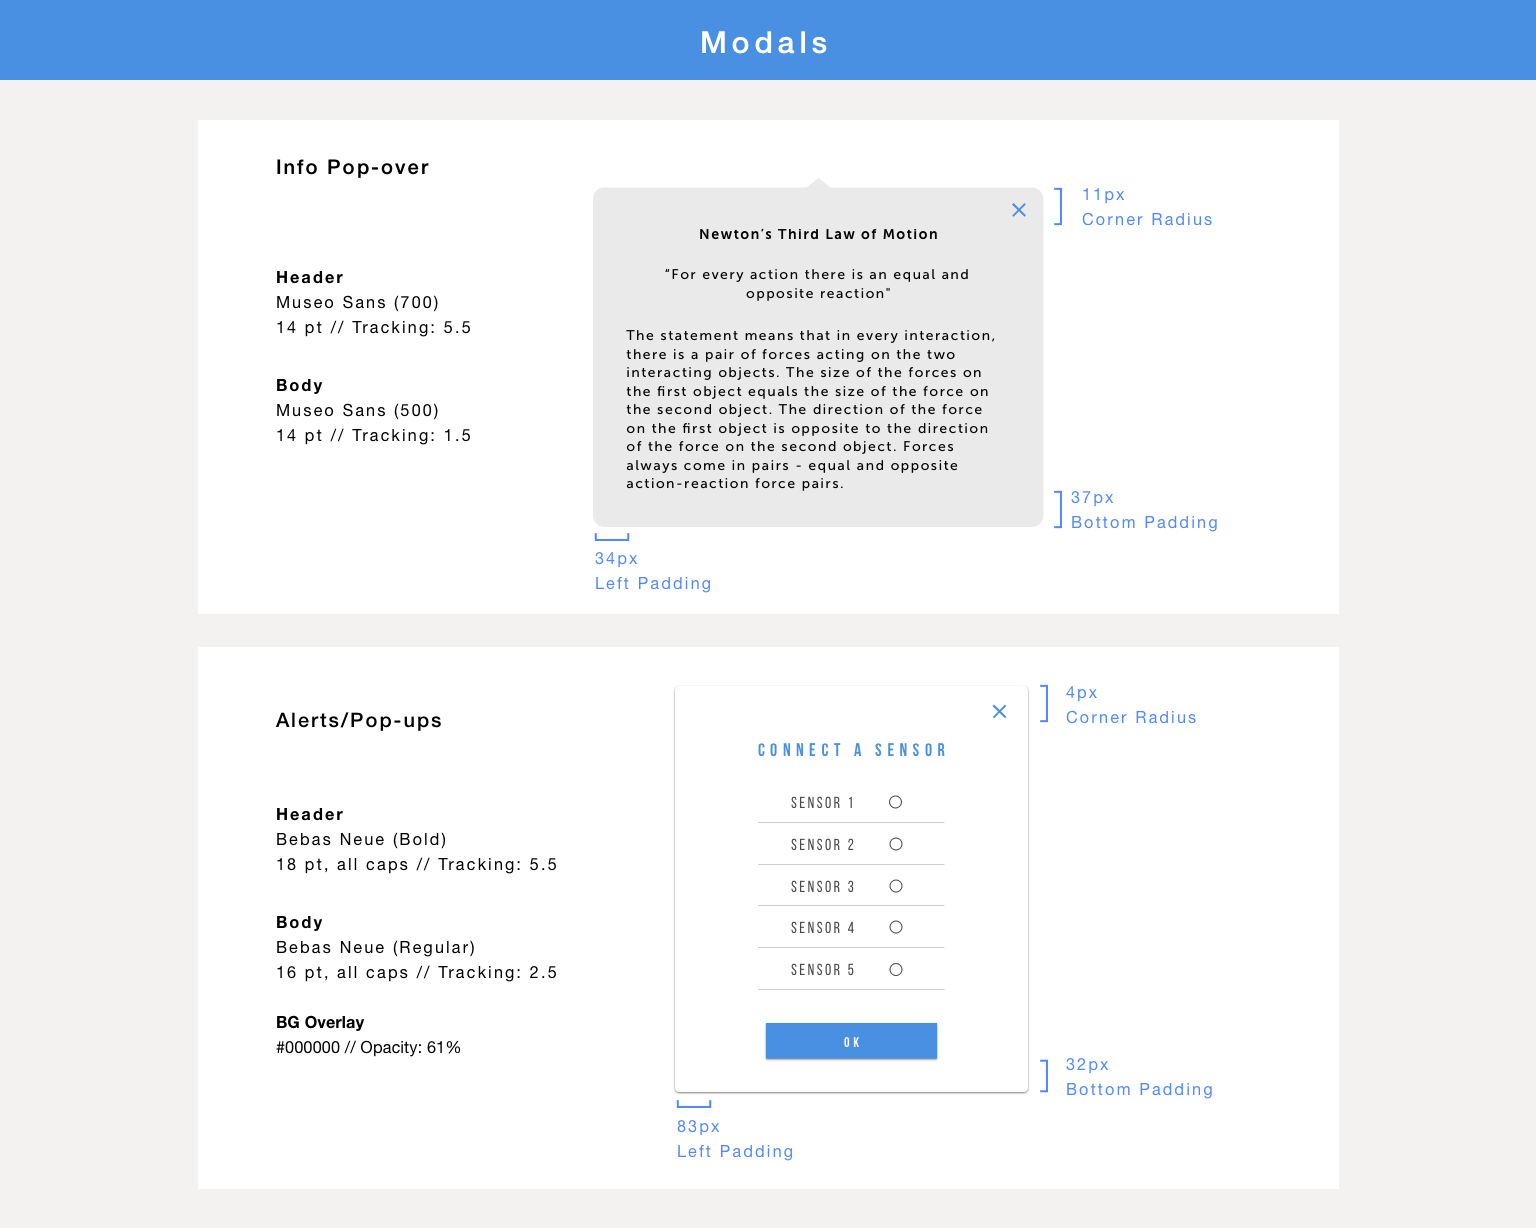 Modals
Info Pop-over
Header
Museo Sans (700)
14 pt // Tracking: 5.5
Body
Museo Sans (500)
14 pt // Tracking: 1.5
Newton’s Third Law of Motion
“For every action there is an equal and
opposite reaction"
The statement means that in every interaction,
there is a pair of forces acting on the two
interacting objects. The size of the forces on
the first object equals the size of the force on
the second object. The direction of the force
on the first object is opposite to the direction
of the force on the second object. Forces
always come in pairs - equal and opposite
action-reaction force pairs.
11px
Corner Radius
37px
Bottom Padding
34px
Left Padding
Alerts/Pop-ups
Header
Bebas Neue (Bold)
18 pt, all caps // Tracking: 5.5
Body
Bebas Neue (Regular)
16 pt, all caps // Tracking: 2.5
BG Overlay
#000000 // Opacity: 61%
CONNECT A SENSOR
SENSOR 1
SENSOR 2
SENSOR 3
SENSOR 4
SENSOR 5
OK
4px
Corner Radius
32px
Bottom Padding
83px
Left Padding